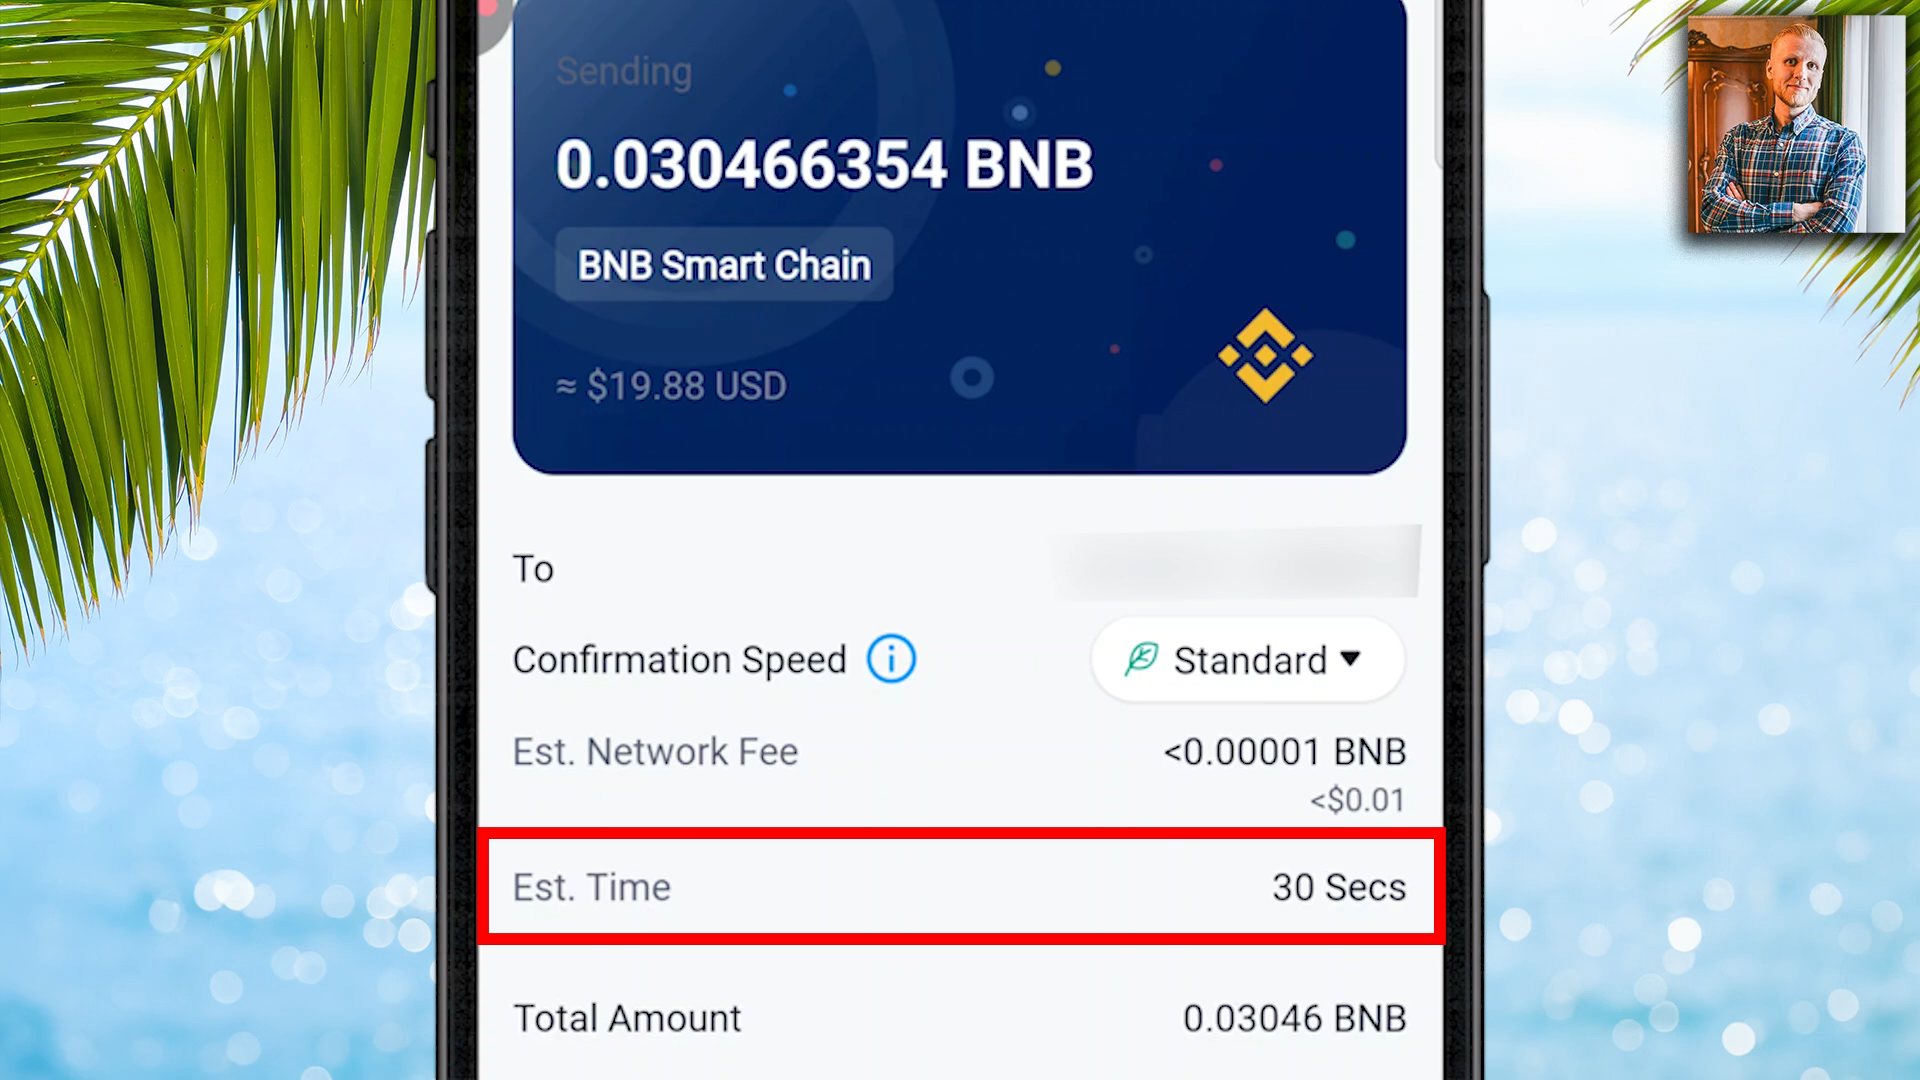 Sending
0.030466354 BNB
BNB Smart Chain
≈ $19.88 USD
To
Confirmation Speed
Standard
Est. Network Fee
<0.00001 BNB
<$0.01
Est. Time
30 Secs
Total Amount
0.03046 BNB